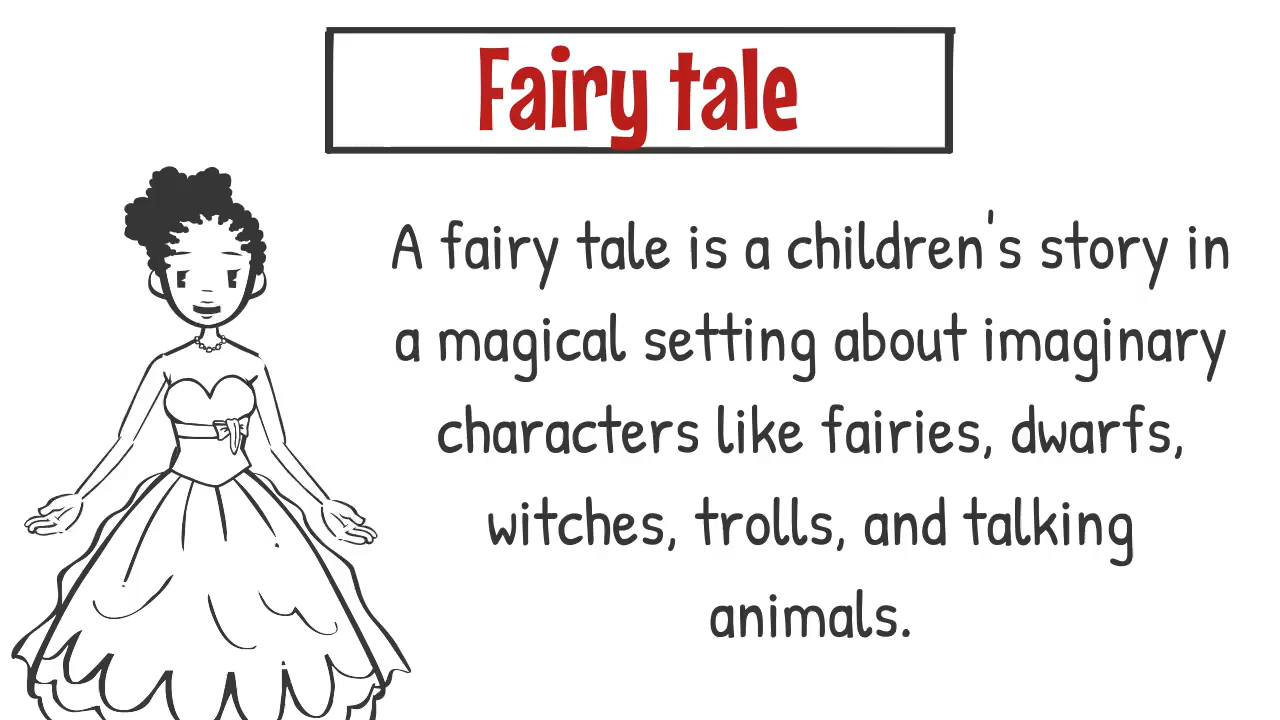 Fairy tale
A fairy tale is a children's story in
a magical setting about imaginary
characters like fairies, dwarfs,
witches, trolls, and talking
animals.